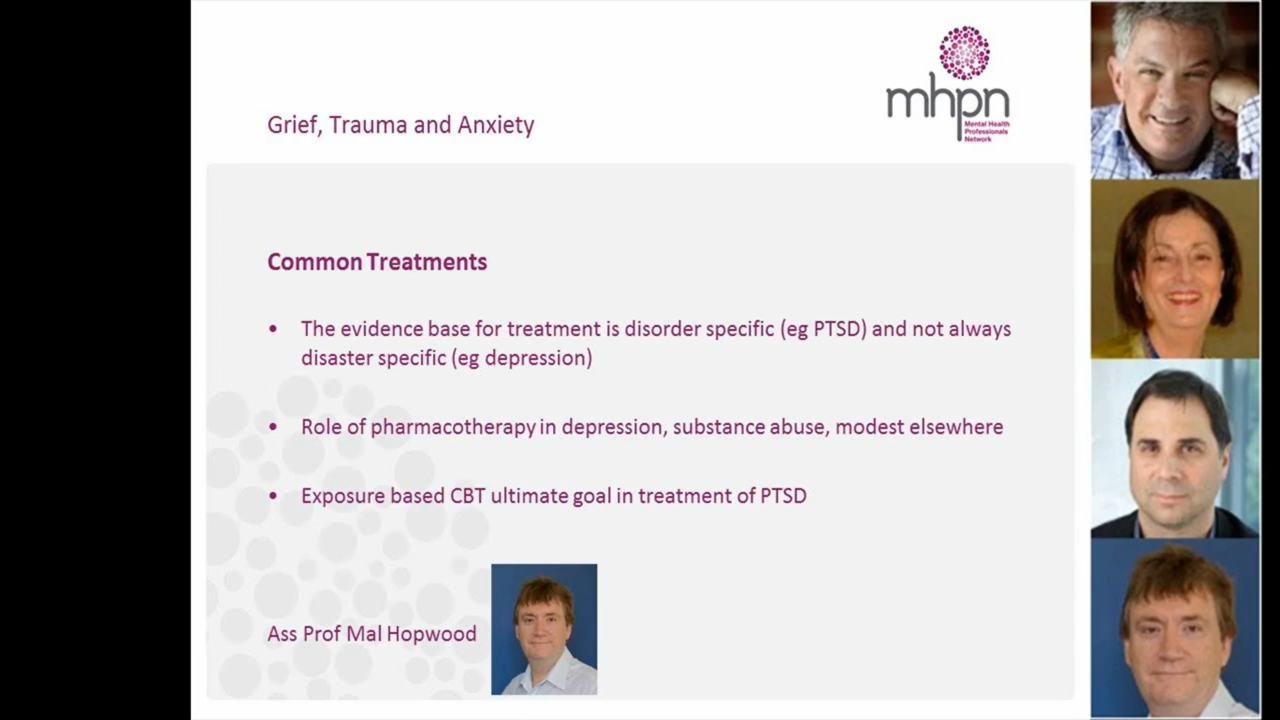 mhpn
Mental Health
Professionals
Network
Grief, Trauma and Anxiety
Common Treatments
• The evidence base for treatment is disorder specific (eg PTSD) and not always
disaster specific (eg depression)
• Role of pharmacotherapy in depression, substance abuse, modest elsewhere
• Exposure based CBT ultimate goal in treatment of PTSD
Ass Prof Mal Hopwood